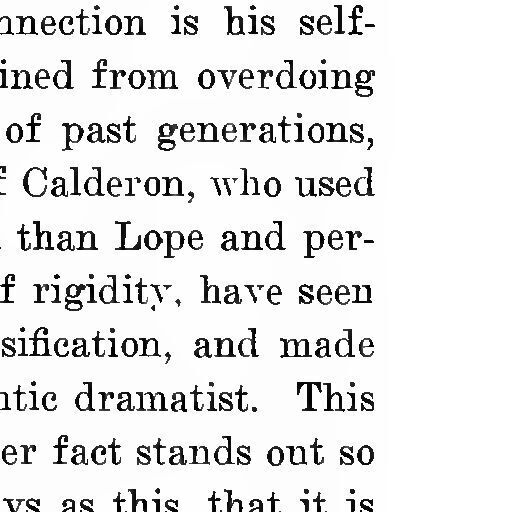 nnection is his self-
ined from overdoing
of past generations,
f Calderon, who used
than Lope and per-
f rigidity, have seen
sification, and made
ntic dramatist. This
er fact stands out so
ys as this, that it is